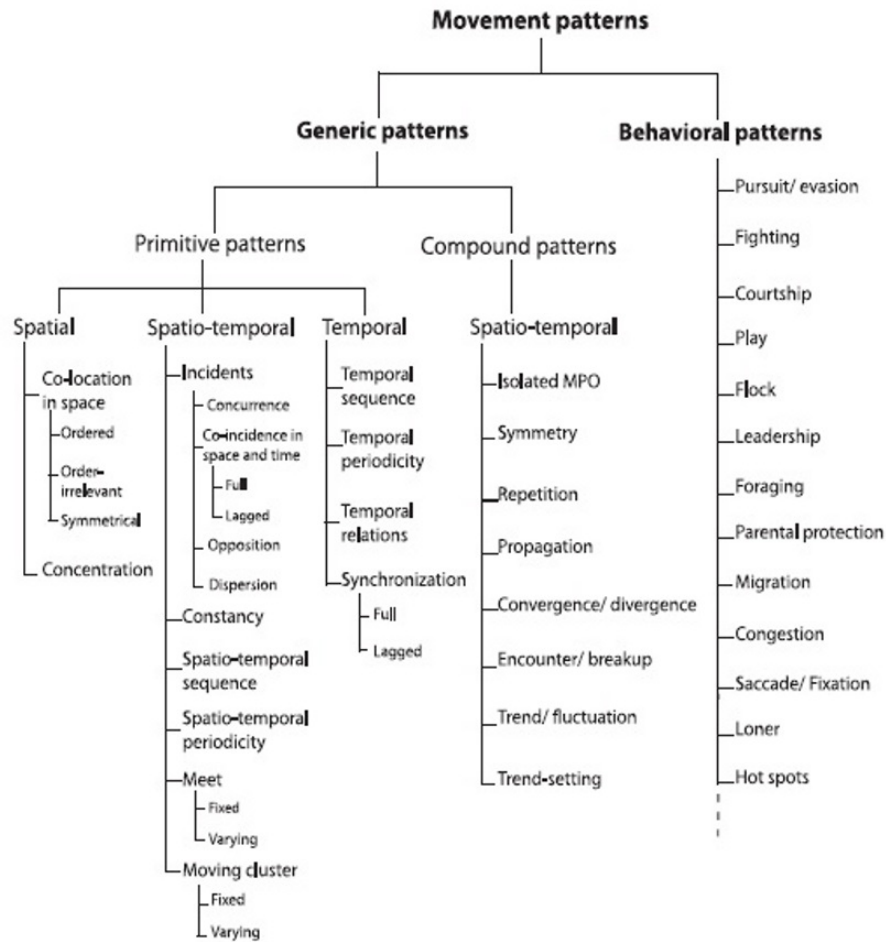 Movement patterns
Generic patterns
Behavioral patterns
Primitive patterns
Compound patterns
Spatial
Co-location
in space
Ordered
Order-
irrelevant
Symmetrical
Concentration
Spatio-temporal
Incidents
Concurrence
Co-incidence in
space and time
Full
Lagged
Opposition
Dispersion
Constancy
Spatio-temporal
sequence
Spatio-temporal
periodicity
Meet
Fixed
Varying
Moving cluster
Fixed
Varying
Temporal
Temporal
sequence
Temporal
periodicity
Temporal
relations
Synchronization
Full
Lagged
Spatio-temporal
Isolated MPO
Symmetry
Repetition
Propagation
Convergence/ divergence
Encounter/ breakup
Trend/ fluctuation
Trend-setting
Pursuit/ evasion
Fighting
Courtship
Play
Flock
Leadership
Foraging
Parental protection
Migration
Congestion
Saccade/ Fixation
Loner
Hot spots